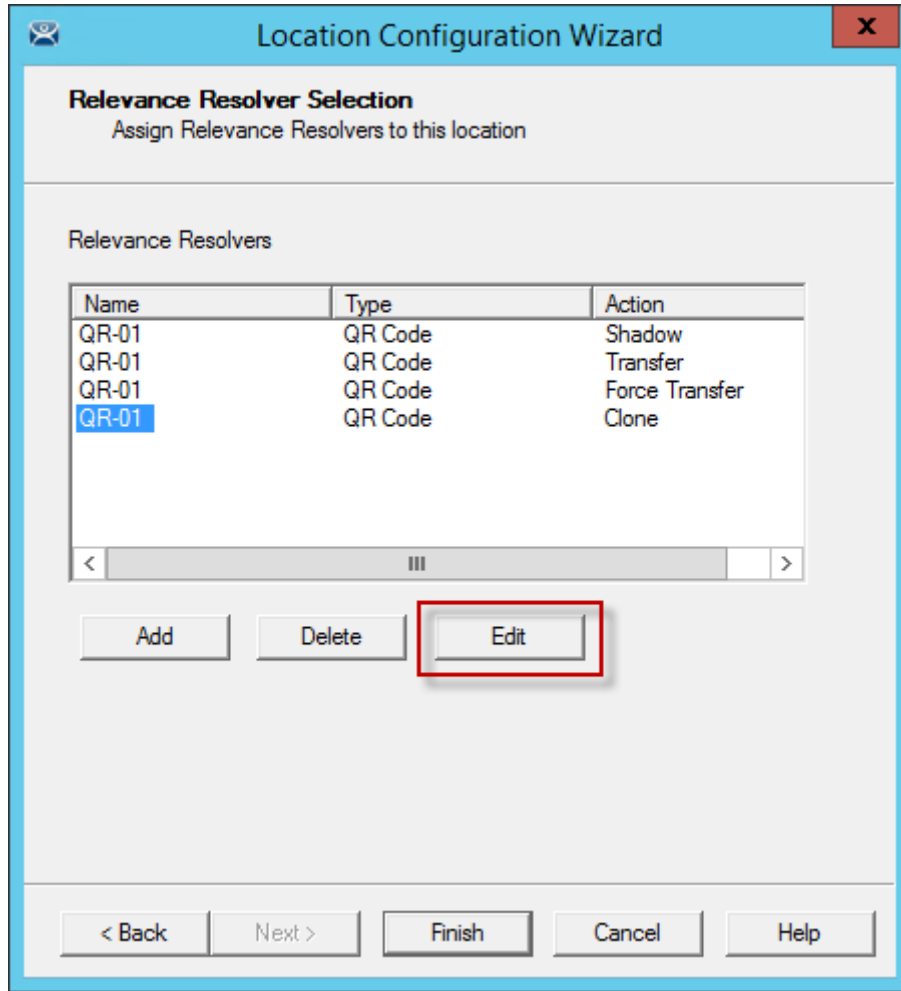 Location Configuration Wizard
x
Relevance Resolver Selection
Assign Relevance Resolvers to this location
Relevance Resolvers
Name Type Action
QR-01 QR Code Shadow
QR-01 QR Code Transfer
QR-01 QR Code Force Transfer
QR-01 QR Code Clone
Add Delete Edit
< Back Next > Finish Cancel Help